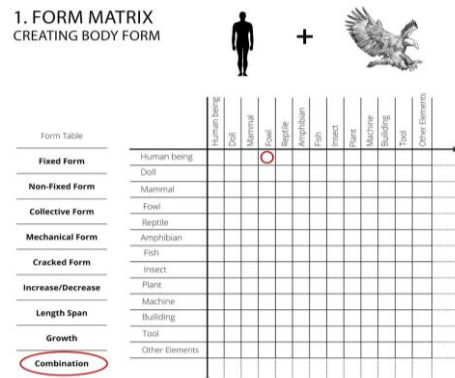 1. FORM MATRIX
CREATING BODY FORM
+
Human being
Doll
Mammal
Fowl
Reptile
Amphibian
Fish
Insect
Plant
Machine
Builiding
Tool
Other Elements
Form Table
Fixed Form
Non-Fixed Form
Collective Form
Mechanical Form
Cracked Form
Increase/Decrease
Length Span
Growth
Combination
Human being
Doll
Mammal
Fowl
Reptile
Amphibian
Fish
Insect
Plant
Machine
Builiding
Tool
Other Elements